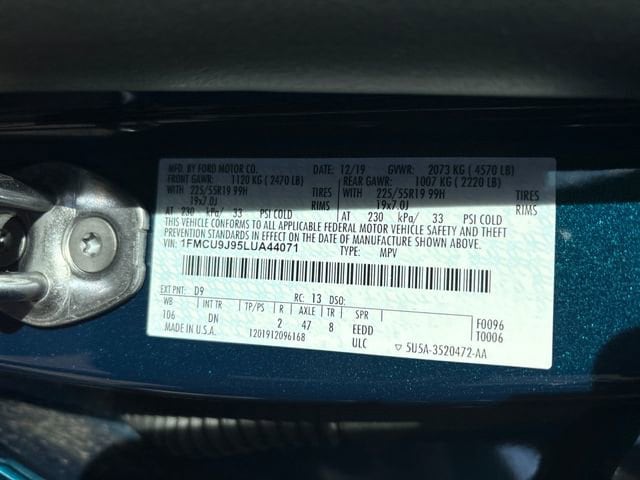 MFD. BY FORD MOTOR CO. 12/19 GVWR: 2073 KG ( 4570 LB)
FRONT GAWR: 1120 KG ( 2470 LB) REAR GAWR: 1007 KG ( 2220 LB)
WITH 225/55R19 99H TIRES WITH 225/55R19 99H TIRES
19x7.0J RIMS 19x7.0J RIMS
AT 230 kPa/ 33 PSI COLD AT 230 kPa/ 33 PSI COLD
THIS VEHICLE CONFORMS TO ALL APPLICABLE FEDERAL MOTOR VEHICLE SAFETY AND THEFT
PREVENTION STANDARDS IN EFFECT ON THE DATE OF MANUFACTURE SHOWN ABOVE.
VIN: 1FMCU9J95LUA44071 TYPE: MPV
EXT PNT: D9 RC: 13 DSO:
WB INT TR TP/PS R AXLE TR SPR F0096
106 DN 2 47 8 EEDD T0006
MADE IN U.S.A. 1201912096168 ULC ▽ 5U5A-3520472-AA